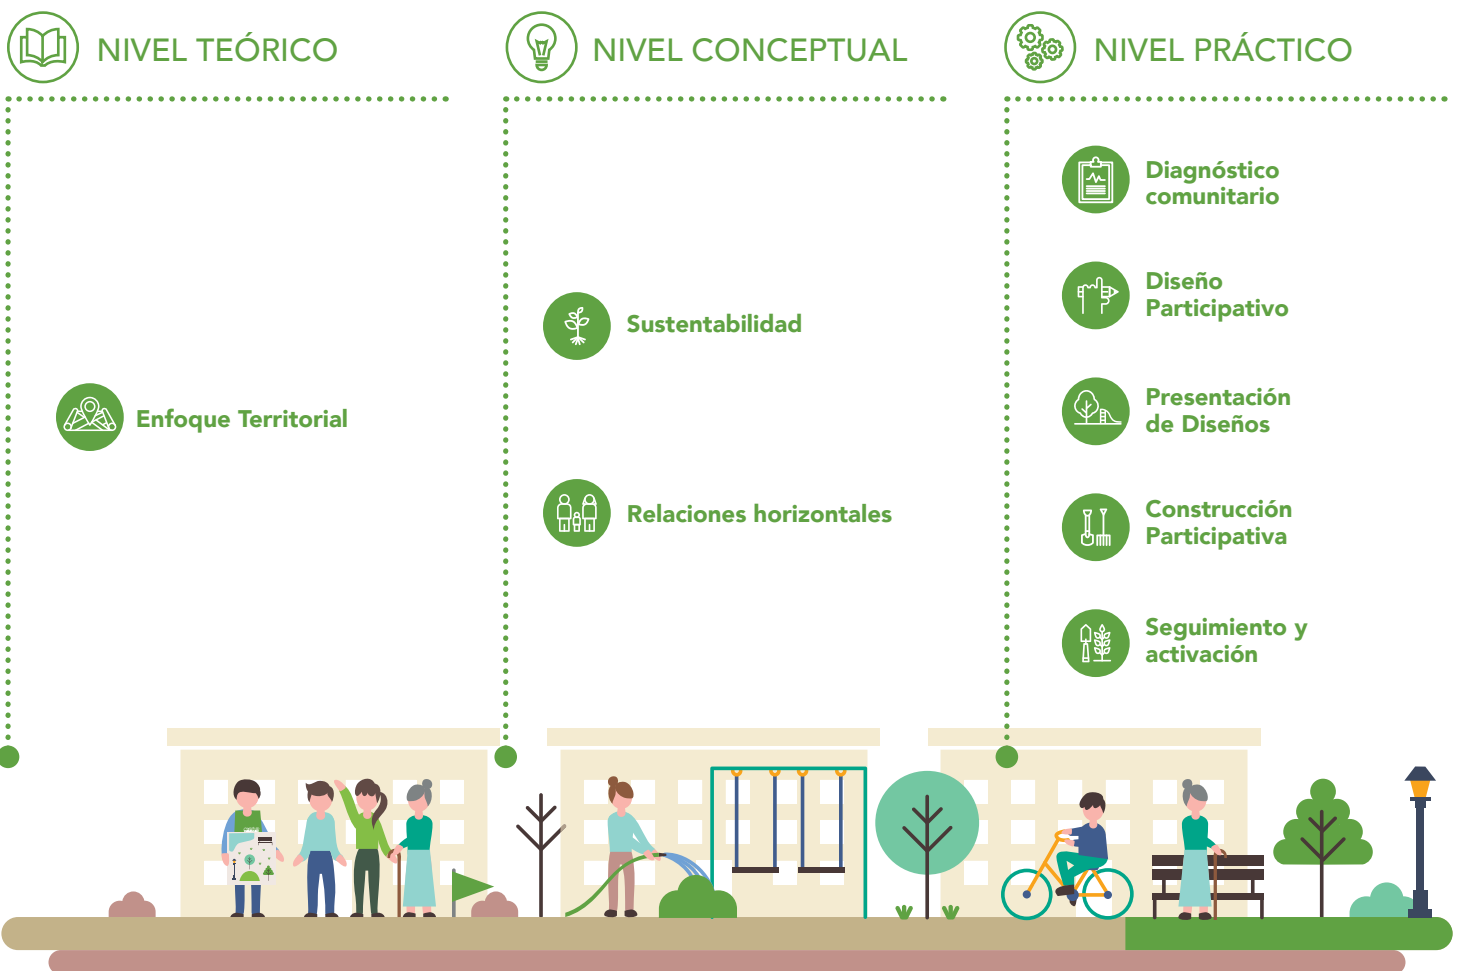 NIVEL TEÓRICO
Enfoque Territorial
NIVEL CONCEPTUAL
Sustentabilidad
Relaciones horizontales
NIVEL PRÁCTICO
Diagnóstico
comunitario
Diseño
Participativo
Presentación
de Diseños
Construcción
Participativa
Seguimiento y
activación